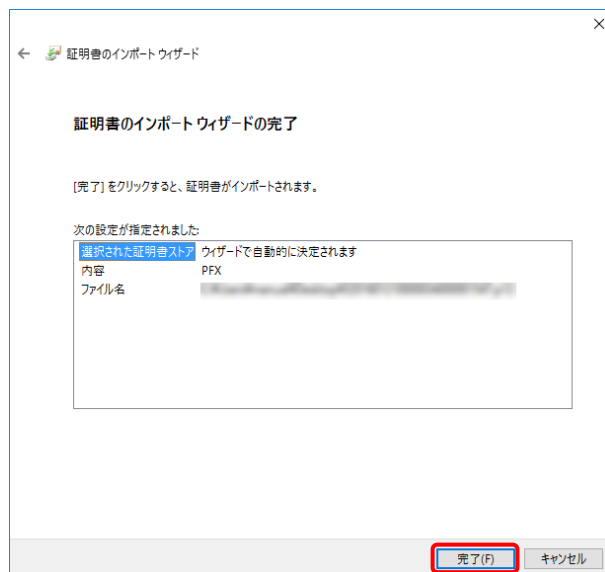 証明書のインポート ウィザード
証明書のインポート ウィザードの完了
[完了] をクリックすると、証明書がインポートされます。
次の設定が指定されました:
選択された証明書ストア ウィザードで自動的に決定されます
内容 PFX
ファイル名
完了(F) キャンセル